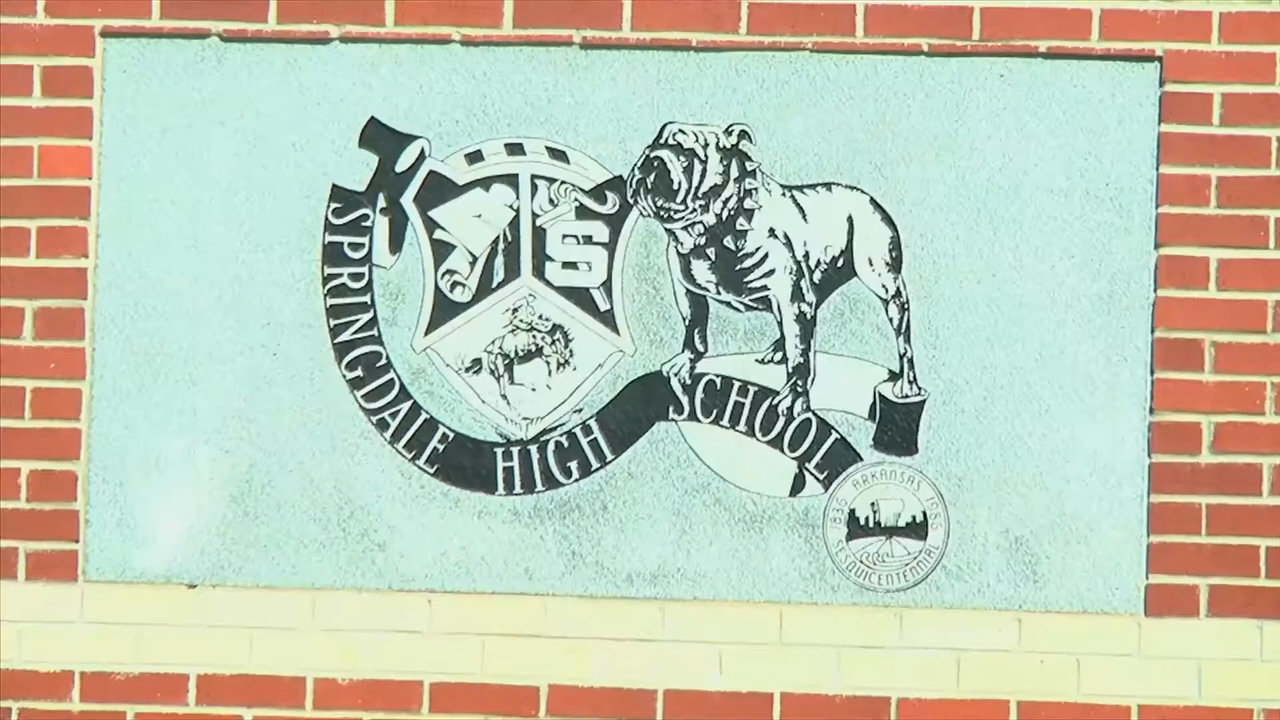 SPRINGDALE HIGH SCHOOL
S
ARKANSAS
1836 1986
SESQUICENTENNIAL